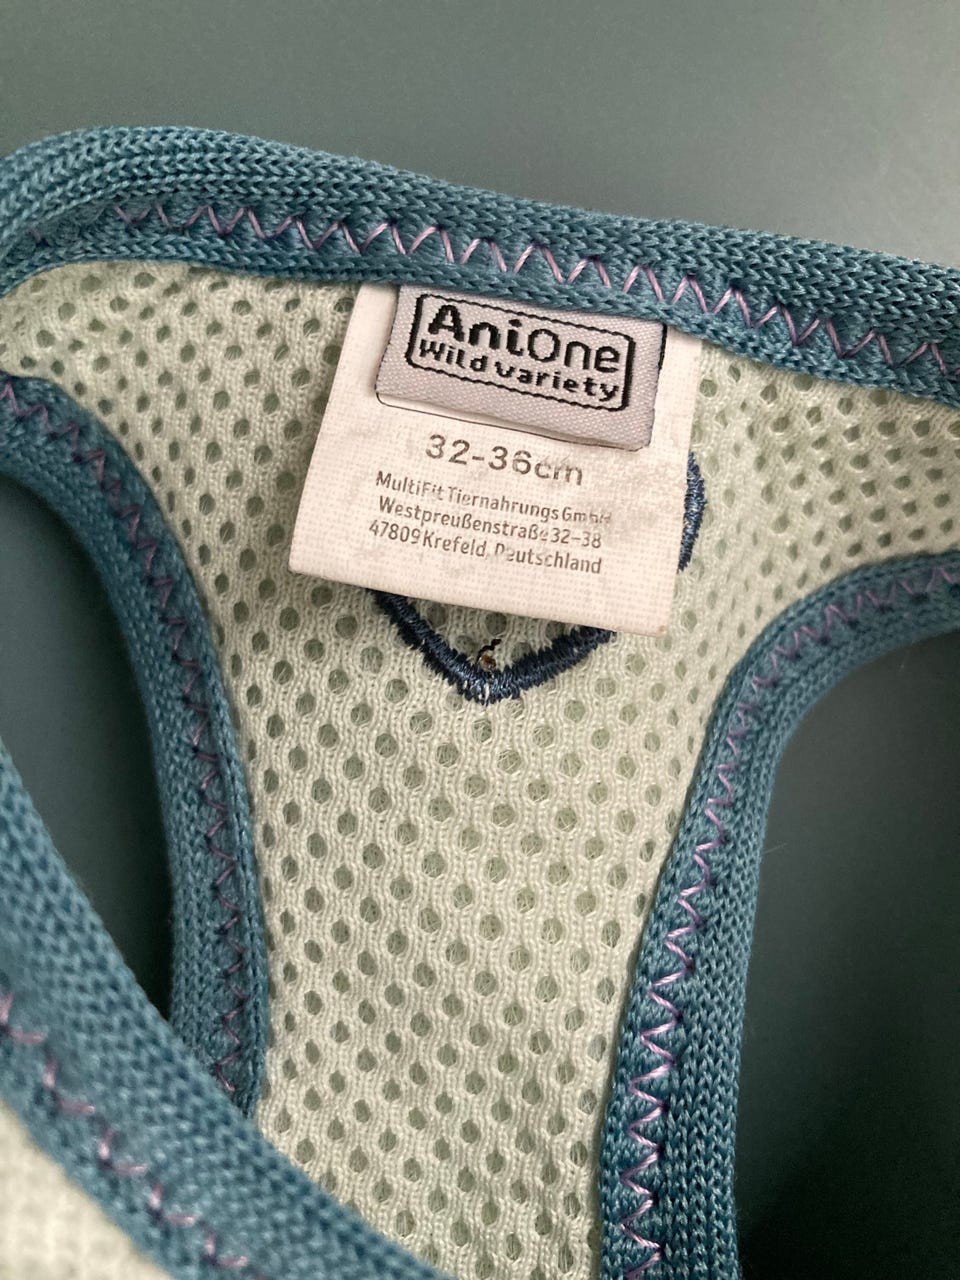 AniOne
Wild variety
32-36cm
MultiFit Tiernahrungs GmbH
Westpreußenstraße 32-38
47809 Krefeld, Deutschland